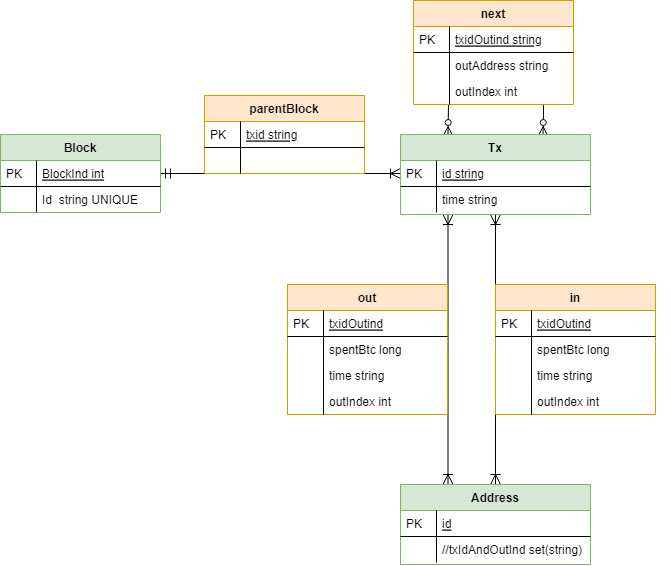 next
PK txidOutind string
outAddress string
outIndex int
parentBlock
PK txid string
Block
PK BlockInd int
Id string UNIQUE
Tx
PK id string
time string
out
PK txidOutind
spentBtc long
time string
outIndex int
in
PK txidOutind
spentBtc long
time string
outIndex int
Address
PK id
//txIdAndOutInd set(string)